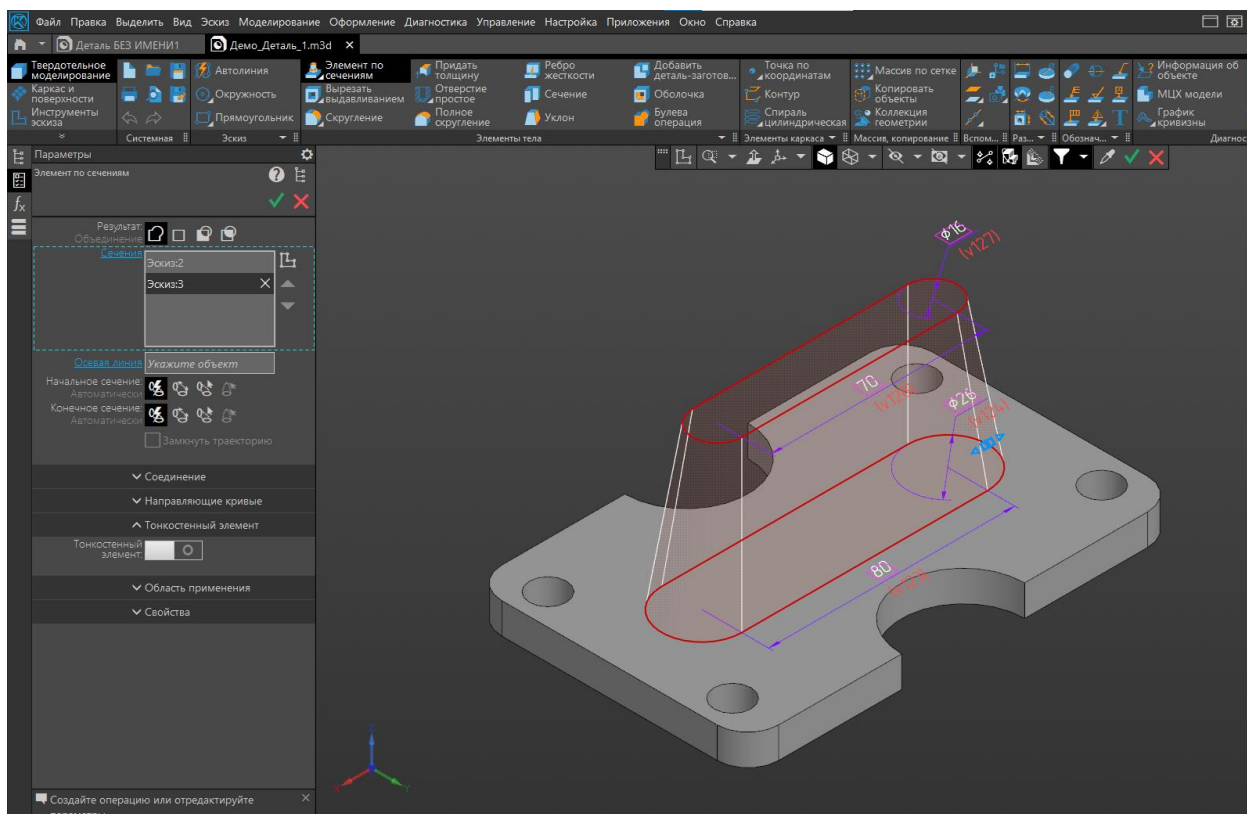 Файл Правка Выделить Вид Эскиз Моделирование Оформление Диагностика Управление Настройка Приложения Окно Справка
Деталь БЕЗ ИМЕНИ1
Демо_Деталь_1.m3d
Твердотельное моделирование
Каркас и поверхности
Инструменты эскиза
Системная
Автолиния
Окружность
Прямоугольник
Эскиз
Элемент по сечениям
Вырезать выдавливанием
Скругление
Придать толщину
Отверстие простое
Полное скругление
Ребро жесткости
Сечение
Уклон
Добавить деталь-заготов...
Оболочка
Булева операция
Элементы тела
Точка по координатам
Контур
Спираль цилиндрическая
Элементы каркаса
Массив по сетке
Копировать объекты
Коллекция геометрии
Массив, копирование
Вспом...
Раз...
Обознач...
Информация об объекте
МЦХ модели
График кривизны
Диагнос
Параметры
Элемент по сечениям
Результат:
Объединение
Сечения
Эскиз:2
Эскиз:3
Осевая линия
Укажите объект
Начальное сечение:
Автоматически
Конечное сечение:
Автоматически
Замкнуть траекторию
Соединение
Направляющие кривые
Тонкостенный элемент
Тонкостенный
элемент:
Область применения
Свойства
Создайте операцию или отредактируйте
ϕ16
(v127)
70
ϕ26
(v124)
80
Z
X
Y